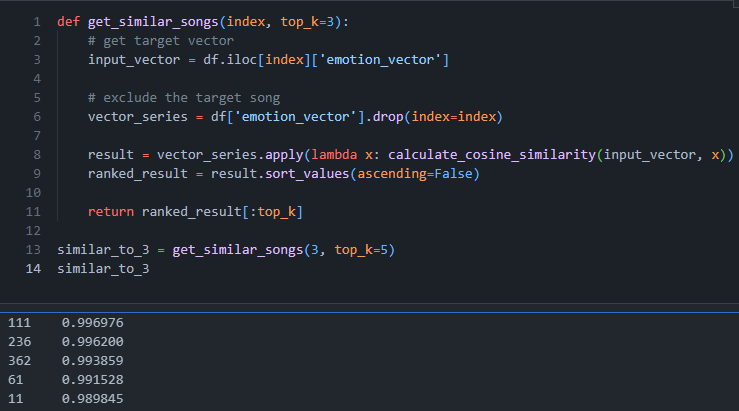 1 def get_similar_songs(index, top_k=3):
2     # get target vector
3     input_vector = df.iloc[index]['emotion_vector']
4
5     # exclude the target song
6     vector_series = df['emotion_vector'].drop(index=index)
7
8     result = vector_series.apply(lambda x: calculate_cosine_similarity(input_vector, x))
9     ranked_result = result.sort_values(ascending=False)
10
11     return ranked_result[:top_k]
12
13 similar_to_3 = get_similar_songs(3, top_k=5)
14 similar_to_3
111    0.996976
236    0.996200
362    0.993859
61     0.991528
11     0.989845